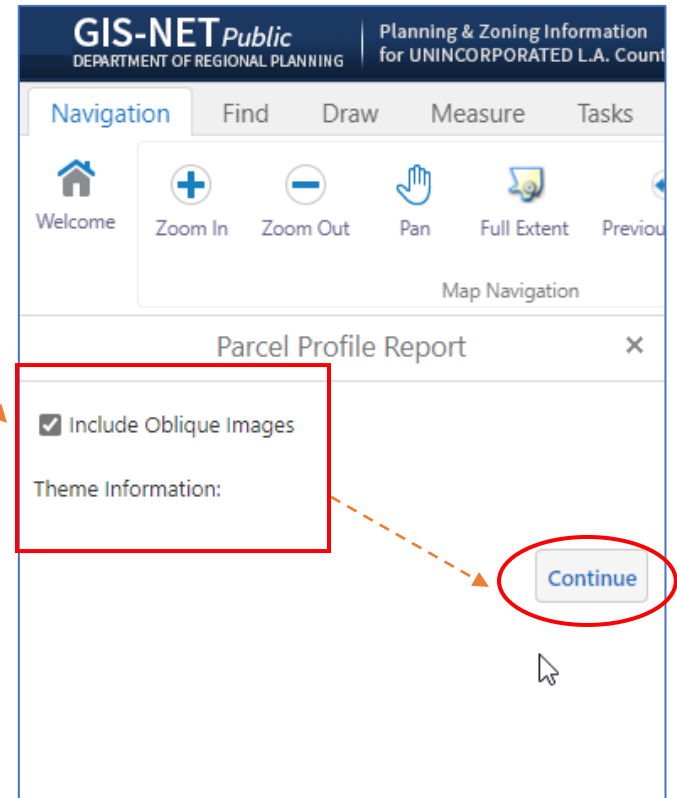 GIS-NET Public
DEPARTMENT OF REGIONAL PLANNING
Planning & Zoning Information
for UNINCORPORATED L.A. Count
Navigation Find Draw Measure Tasks
Welcome Zoom In Zoom Out Pan Full Extent Previou
Map Navigation
Parcel Profile Report
Include Oblique Images
Theme Information:
Continue